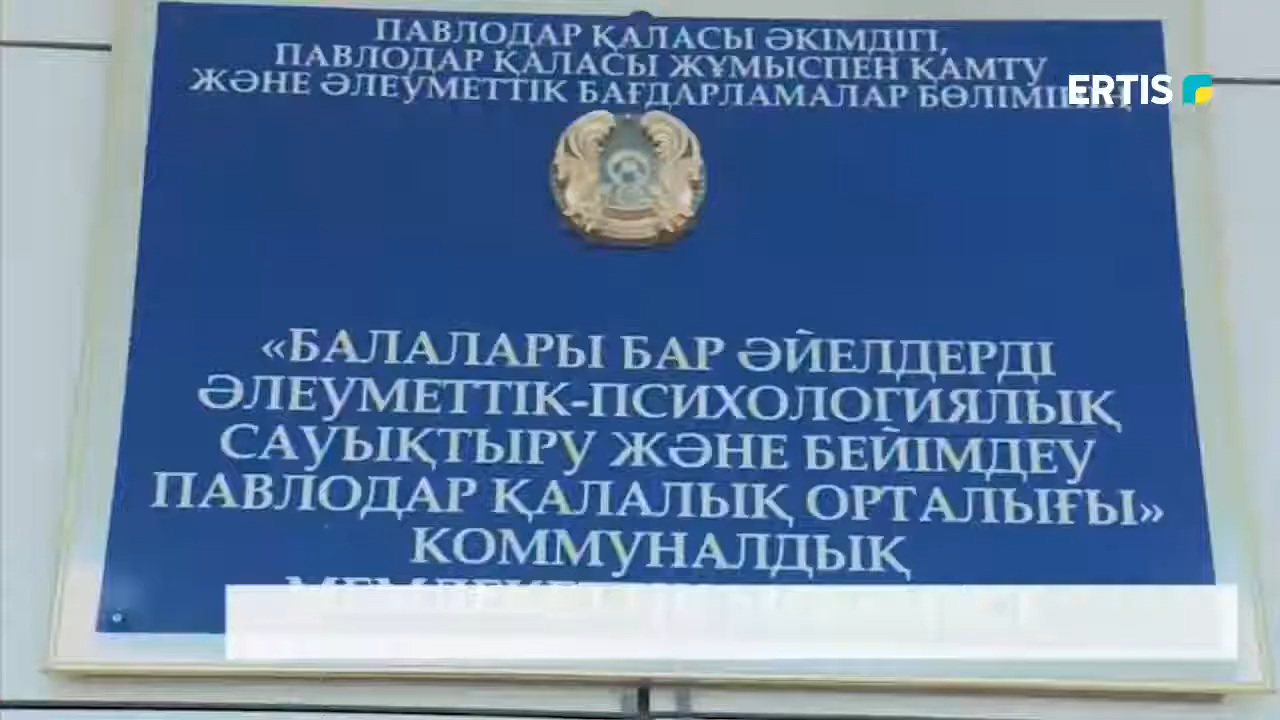 ПАВЛОДАР ҚАЛАСЫ ӘКІМДІГІ,
ПАВЛОДАР ҚАЛАСЫ ЖҰМЫСПЕН ҚАМТУ
ЖӘНЕ ӘЛЕУМЕТТІК БАҒДАРЛАМАЛАР БӨЛІМІНІҢ
ERTIS
«БАЛАЛАРЫ БАР ӘЙЕЛДЕРДІ
ӘЛЕУМЕТТІК-ПСИХОЛОГИЯЛЫҚ
САУЫҚТЫРУ ЖӘНЕ БЕЙІМДЕУ
ПАВЛОДАР ҚАЛАЛЫҚ ОРТАЛЫҒЫ»
КОММУНАЛДЫҚ